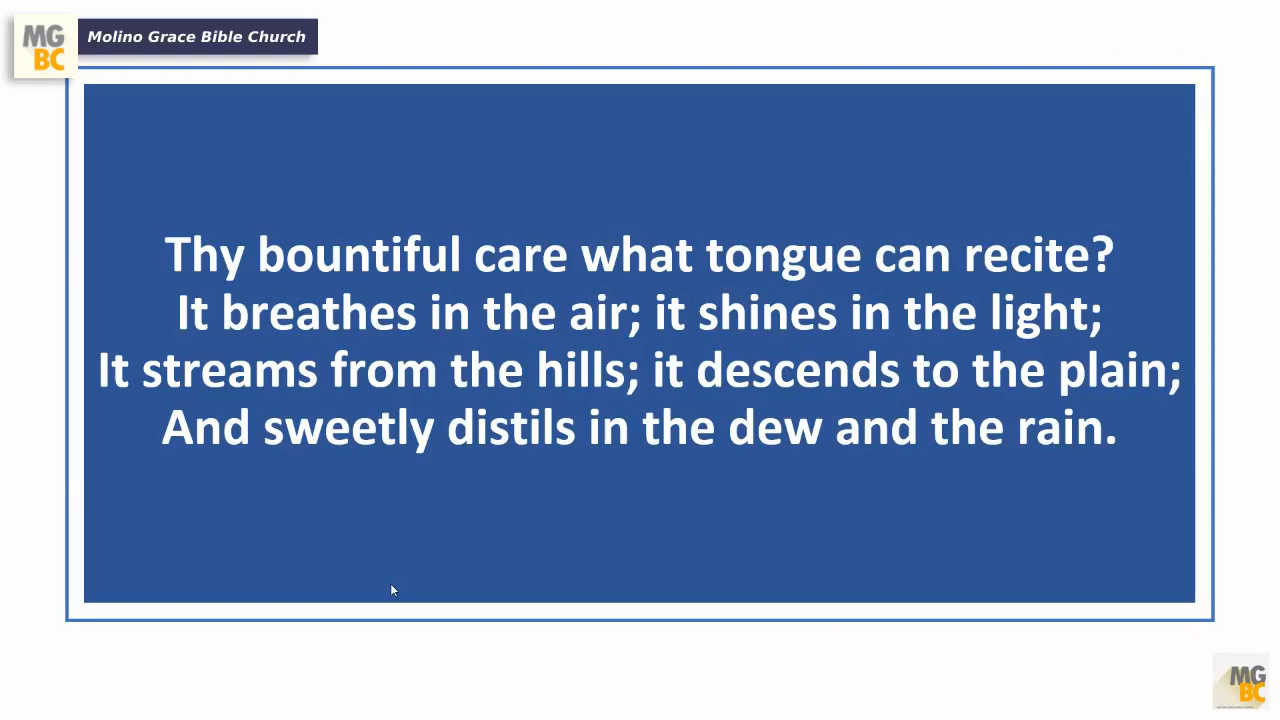 MG
BC
Molino Grace Bible Church
Thy bountiful care what tongue can recite?
It breathes in the air; it shines in the light;
It streams from the hills; it descends to the plain;
And sweetly distils in the dew and the rain.
MG
BC